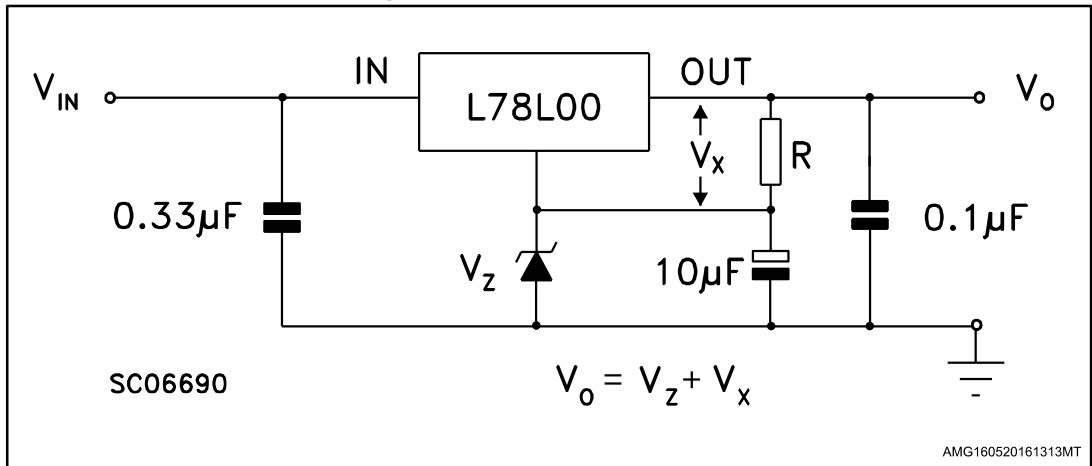 IN
OUT
V_IN
V_o
L78L00
V_X
R
0.33µF
0.1µF
V_Z
10µF
SC06690
V_o = V_Z + V_X
AMG160520161313MT